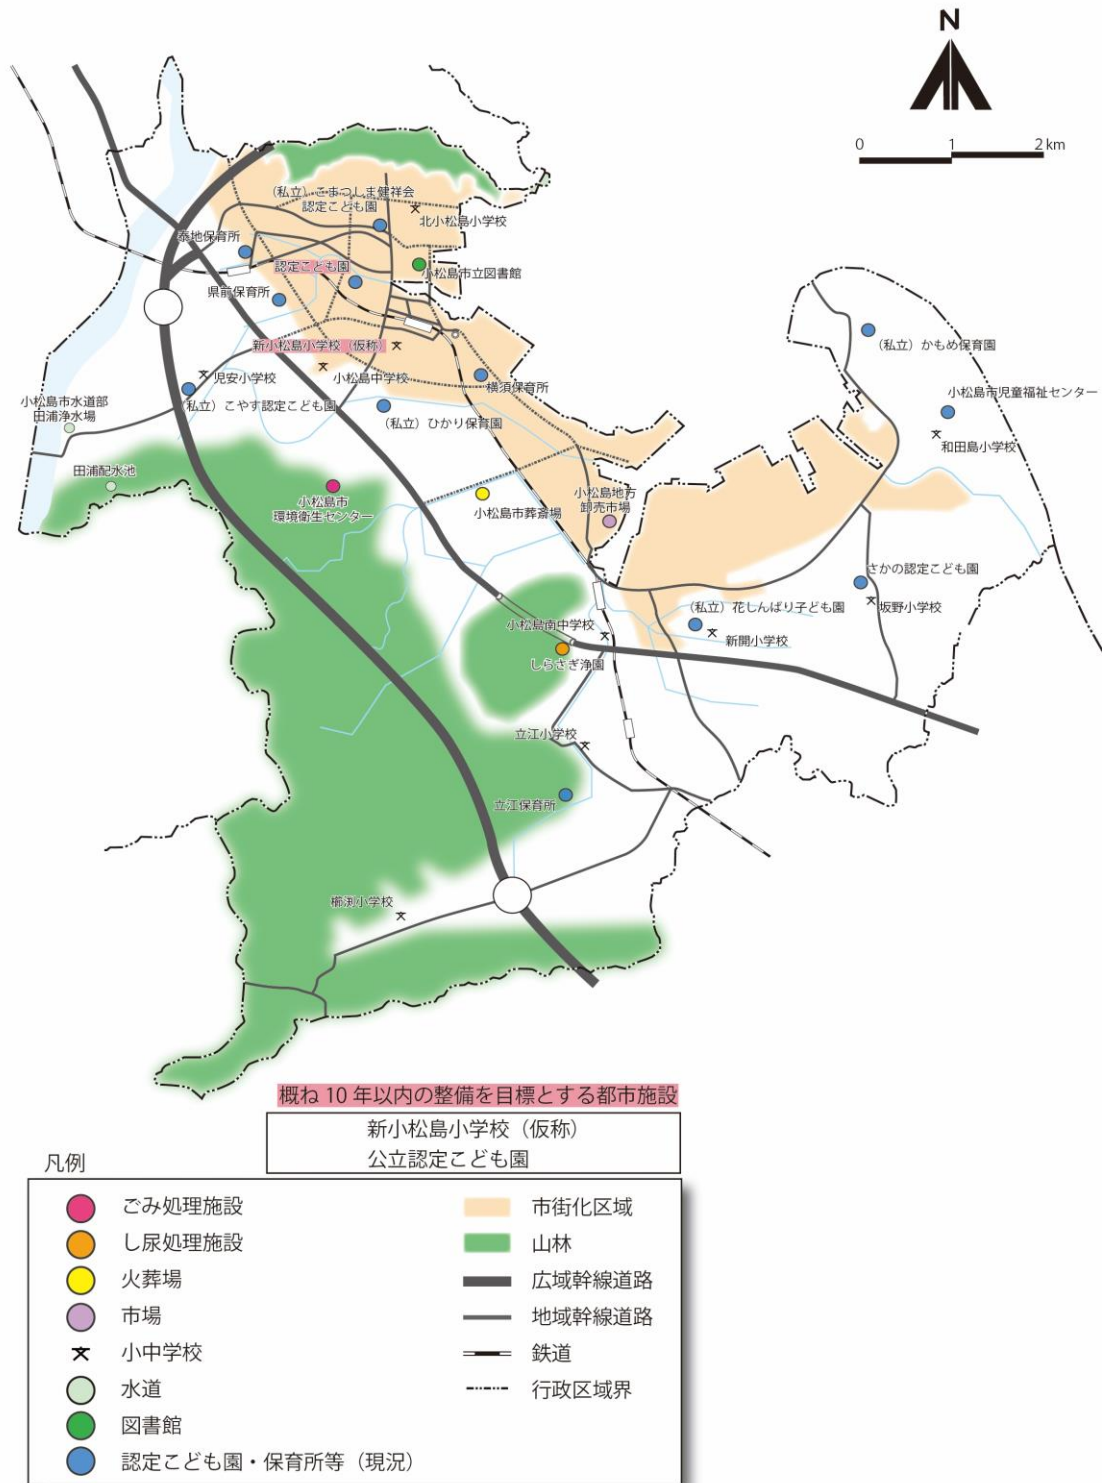 N
0 1 2 km
(私立)こまつしま健祥会
認定こども園
北小松島小学校
泰地保育所
認定こども園
小松島市立図書館
県前保育所
(私立)かもめ保育園
新小松島小学校(仮称)
小松島中学校
児安小学校
横須保育所
小松島市児童福祉センター
小松島市水道部
田浦浄水場
(私立)こやす認定こども園
(私立)ひかり保育園
和田島小学校
田浦配水池
小松島市
環境衛生センター
小松島市葬斎場
小松島地方
卸売市場
さかの認定こども園
(私立)花しんばり子ども園
坂野小学校
小松島南中学校
新開小学校
しらさぎ浄園
立江小学校
立江保育所
櫛渕小学校
概ね 10 年以内の整備を目標とする都市施設
新小松島小学校(仮称)
公立認定こども園
凡例
ごみ処理施設
し尿処理施設
火葬場
市場
小中学校
水道
図書館
認定こども園・保育所等(現況)
市街化区域
山林
広域幹線道路
地域幹線道路
鉄道
行政区域界